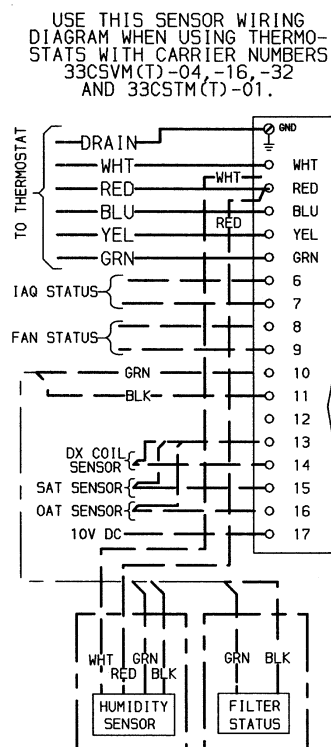 USE THIS SENSOR WIRING
DIAGRAM WHEN USING THERMO-
STATS WITH CARRIER NUMBERS
33CSVM(T)-04,-16,-32
AND 33CSTM(T)-01.
TO THERMOSTAT
DRAIN
GND
WHT
WHT
WHT
RED
RED
BLU
BLU
RED
YEL
YEL
GRN
GRN
IAQ STATUS
6
7
FAN STATUS
8
9
GRN
10
BLK
11
12
13
DX COIL
SENSOR
14
SAT SENSOR
15
OAT SENSOR
16
10V DC
17
WHT
RED
GRN
BLK
GRN
BLK
HUMIDITY
SENSOR
FILTER
STATUS